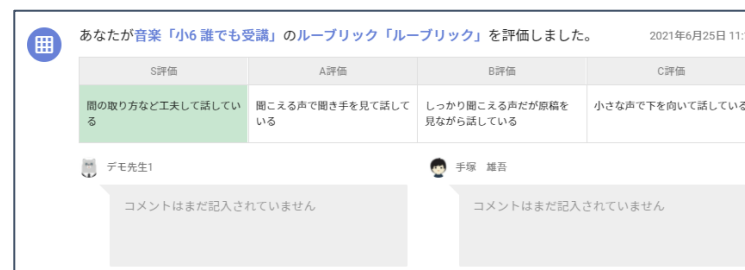 あなたが音楽「小6 誰でも受講」のルーブリック「ルーブリック」を評価しました。
2021年6月25日 11:
S評価
A評価
B評価
C評価
間の取り方など工夫して話してい
る
聞こえる声で聞き手を見て話して
いる
しっかり聞こえる声だが原稿を
見ながら話している
小さな声で下を向いて話している
デモ先生1
手塚 雄吾
コメントはまだ記入されていません
コメントはまだ記入されていません